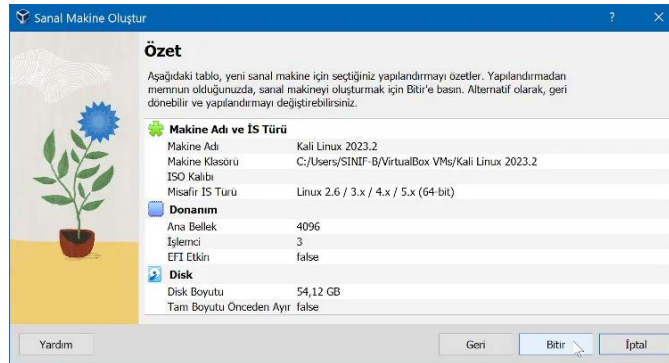 Sanal Makine Oluştur
Özet
Aşağıdaki tablo, yeni sanal makine için seçtiğiniz yapılandırmayı özetler. Yapılandırmadan
memnun olduğunuzda, sanal makineyi oluşturmak için Bitir'e basın. Alternatif olarak, geri
dönebilir ve yapılandırmayı değiştirebilirsiniz.
Makine Adı ve İS Türü
Makine Adı Kali Linux 2023.2
Makine Klasörü C:/Users/SINIF-B/VirtualBox VMs/Kali Linux 2023.2
ISO Kalıbı
Misafir İS Türü Linux 2.6 / 3.x / 4.x / 5.x (64-bit)
Donanım
Ana Bellek 4096
İşlemci 3
EFI Etkin false
Disk
Disk Boyutu 54,12 GB
Tam Boyutu Önceden Ayır false
Yardım Geri Bitir İptal